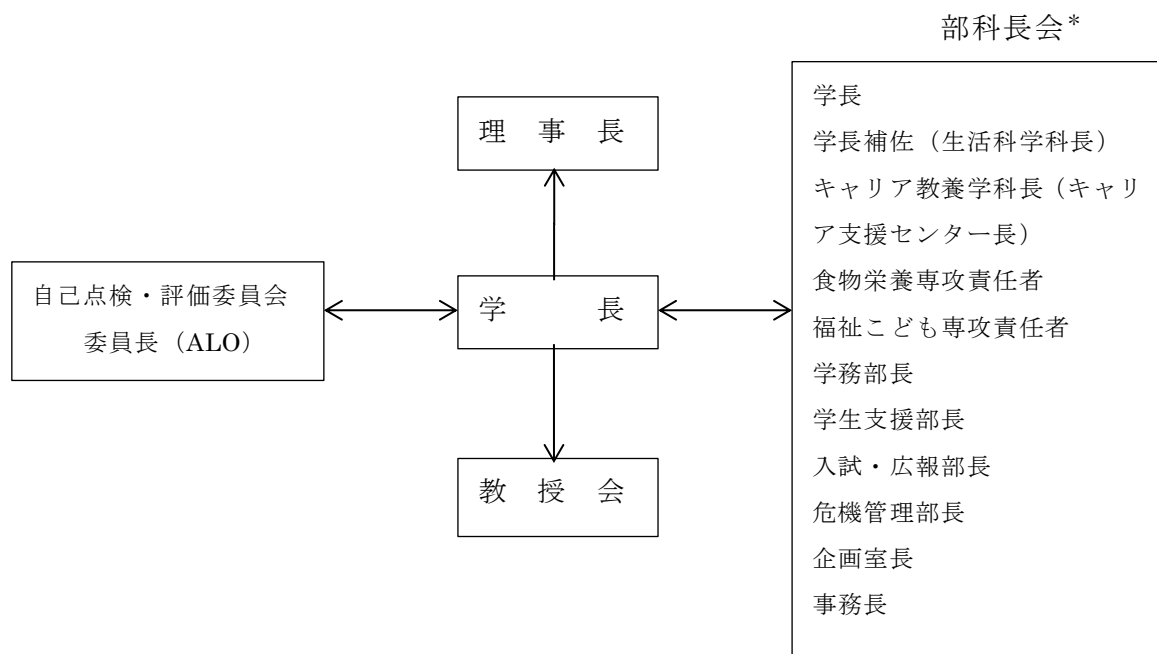 部科長会*
理 事 長
自己点検・評価委員会
委員長（ALO）
学 長
教 授 会
学長
学長補佐（生活科学科長）
キャリア教養学科長（キャリ
ア支援センター長）
食物栄養専攻責任者
福祉こども専攻責任者
学務部長
学生支援部長
入試・広報部長
危機管理部長
企画室長
事務長